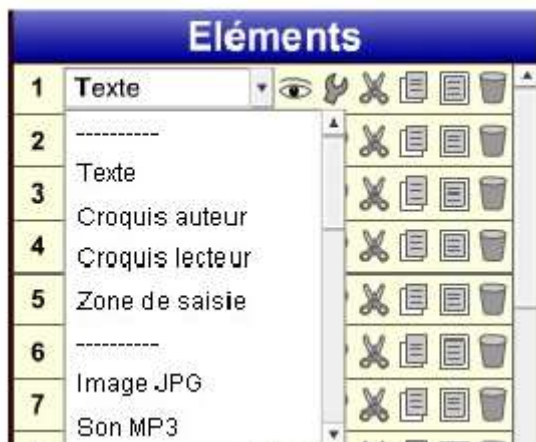 Eléments
1 Texte
2 ----------
Texte
3
Croquis auteur
4 Croquis lecteur
5 Zone de saisie
6 ----------
Image JPG
7
Son MP3